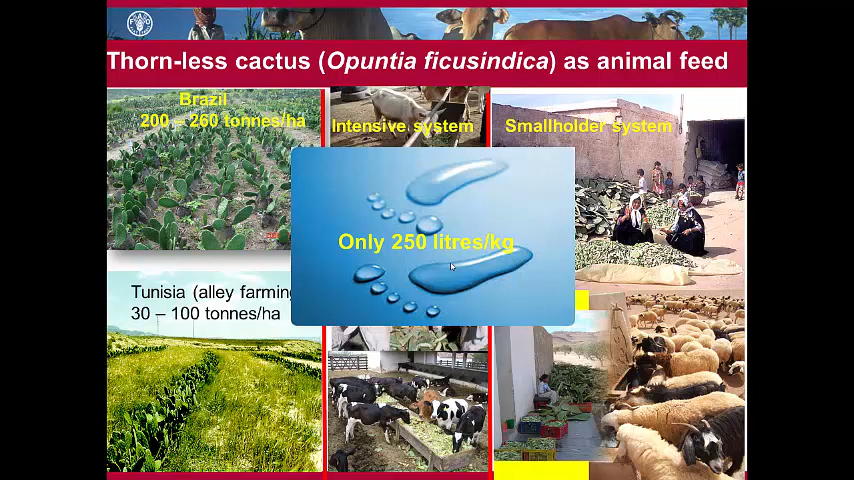 Thorn-less cactus (Opuntia ficusindica) as animal feed
Brazil
200 – 260 tonnes/ha
Intensive system
Smallholder system
Only 250 litres/kg
Tunisia (alley farming
30 – 100 tonnes/ha